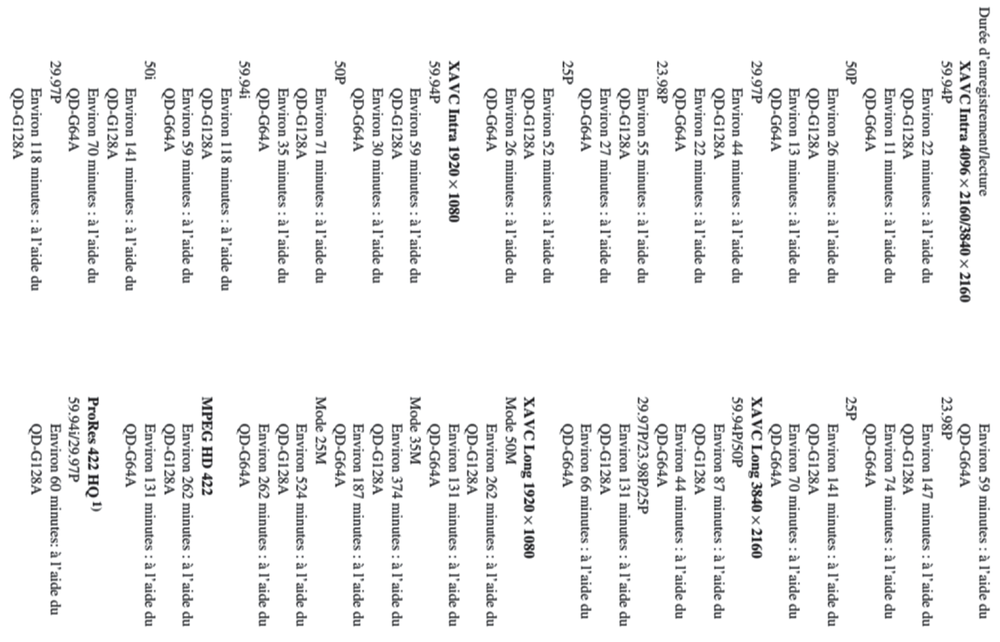 Durée d'enregistrement/lecture
XAVC Intra 4096 × 2160/3840 × 2160
59.94P
Environ 22 minutes : à l'aide du
QD-G128A
Environ 11 minutes : à l'aide du
QD-G64A
50P
Environ 26 minutes : à l'aide du
QD-G128A
Environ 13 minutes : à l'aide du
QD-G64A
29.97P
Environ 44 minutes : à l'aide du
QD-G128A
Environ 22 minutes : à l'aide du
QD-G64A
23.98P
Environ 55 minutes : à l'aide du
QD-G128A
Environ 27 minutes : à l'aide du
QD-G64A
25P
Environ 52 minutes : à l'aide du
QD-G128A
Environ 26 minutes : à l'aide du
QD-G64A
XAVC Intra 1920 × 1080
59.94P
Environ 59 minutes : à l'aide du
QD-G128A
Environ 30 minutes : à l'aide du
QD-G64A
50P
Environ 71 minutes : à l'aide du
QD-G128A
Environ 35 minutes : à l'aide du
QD-G64A
59.94i
Environ 118 minutes : à l'aide du
QD-G128A
Environ 59 minutes : à l'aide du
QD-G64A
50i
Environ 141 minutes : à l'aide du
QD-G128A
Environ 70 minutes : à l'aide du
QD-G64A
29.97P
Environ 118 minutes : à l'aide du
QD-G128A
Environ 59 minutes : à l'aide du
QD-G64A
23.98P
Environ 147 minutes : à l'aide du
QD-G128A
Environ 74 minutes : à l'aide du
QD-G64A
25P
Environ 141 minutes : à l'aide du
QD-G128A
Environ 70 minutes : à l'aide du
QD-G64A
XAVC Long 3840 × 2160
59.94P/50P
Environ 87 minutes : à l'aide du
QD-G128A
Environ 44 minutes : à l'aide du
QD-G64A
29.97P/23.98P/25P
Environ 131 minutes : à l'aide du
QD-G128A
Environ 66 minutes : à l'aide du
QD-G64A
XAVC Long 1920 × 1080
Mode 50M
Environ 262 minutes : à l'aide du
QD-G128A
Environ 131 minutes : à l'aide du
QD-G64A
Mode 35M
Environ 374 minutes : à l'aide du
QD-G128A
Environ 187 minutes : à l'aide du
QD-G64A
Mode 25M
Environ 524 minutes : à l'aide du
QD-G128A
Environ 262 minutes : à l'aide du
QD-G64A
MPEG HD 422
Environ 262 minutes : à l'aide du
QD-G128A
Environ 131 minutes : à l'aide du
QD-G64A
ProRes 422 HQ 1)
59.94i/29.97P
Environ 60 minutes: à l'aide du
QD-G128A